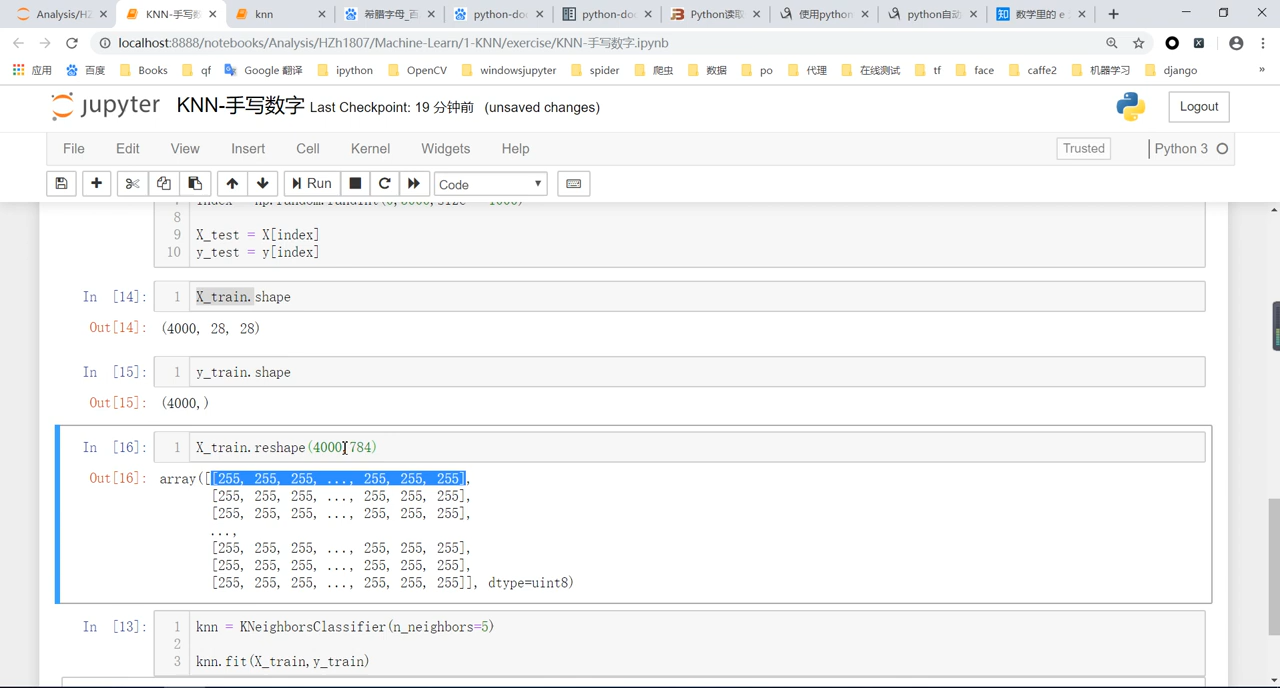 Analysis/HZ
KNN-手写数字
knn
希腊字母_百
python-doc
python-doc
Python读取
使用python
python自动
数学里的 e
localhost:8888/notebooks/Analysis/HZh1807/Machine-Learn/1-KNN/exercise/KNN-手写数字.ipynb
应用 百度 Books qf Google 翻译 ipython OpenCV windowsjupyter spider 爬虫 数据 po 代理 在线测试 tf face caffe2 机器学习 django »
jupyter KNN-手写数字 Last Checkpoint: 19 分钟前 (unsaved changes) Logout
File Edit View Insert Cell Kernel Widgets Help Trusted Python 3
Run Code
8
9 X_test = X[index]
10 y_test = y[index]
In [14]: 1 X_train.shape
Out[14]: (4000, 28, 28)
In [15]: 1 y_train.shape
Out[15]: (4000,)
In [16]: 1 X_train.reshape(4000,784)
Out[16]: array([[255, 255, 255, ..., 255, 255, 255],
[255, 255, 255, ..., 255, 255, 255],
[255, 255, 255, ..., 255, 255, 255],
...,
[255, 255, 255, ..., 255, 255, 255],
[255, 255, 255, ..., 255, 255, 255],
[255, 255, 255, ..., 255, 255, 255]], dtype=uint8)
In [13]: 1 knn = KNeighborsClassifier(n_neighbors=5)
2
3 knn.fit(X_train,y_train)